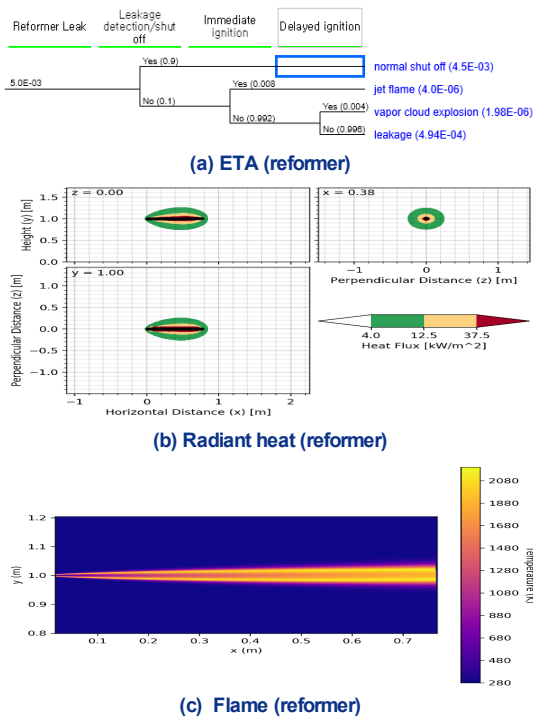 Reformer Leak
Leakage
detection/shut
off
Immediate
ignition
Delayed ignition
Yes (0.9)
normal shut off (4.5E-03)
5.0E-03
Yes (0.008)
jet flame (4.0E-06)
No (0.1)
Yes (0.004)
vapor cloud explosion (1.98E-06)
No (0.992)
No (0.996)
leakage (4.94E-04)
(a) ETA (reformer)
z = 0.00
Height (y) [m]
1.5
1.0
0.5
0.0
x = 0.38
−1 0 1
Perpendicular Distance (z) [m]
y = 1.00
Perpendicular Distance (z) [m]
1.0
0.5
0.0
−0.5
−1.0
−1 0 1 2
Horizontal Distance (x) [m]
4.0 12.5 37.5
Heat Flux [kW/m^2]
(b) Radiant heat (reformer)
y (m)
1.2
1.1
1.0
0.9
0.8
0.1 0.2 0.3 0.4 0.5 0.6 0.7
x (m)
2080
1880
1680
1480
1280
1080
880
680
480
280
Temperature (K)
(c) Flame (reformer)